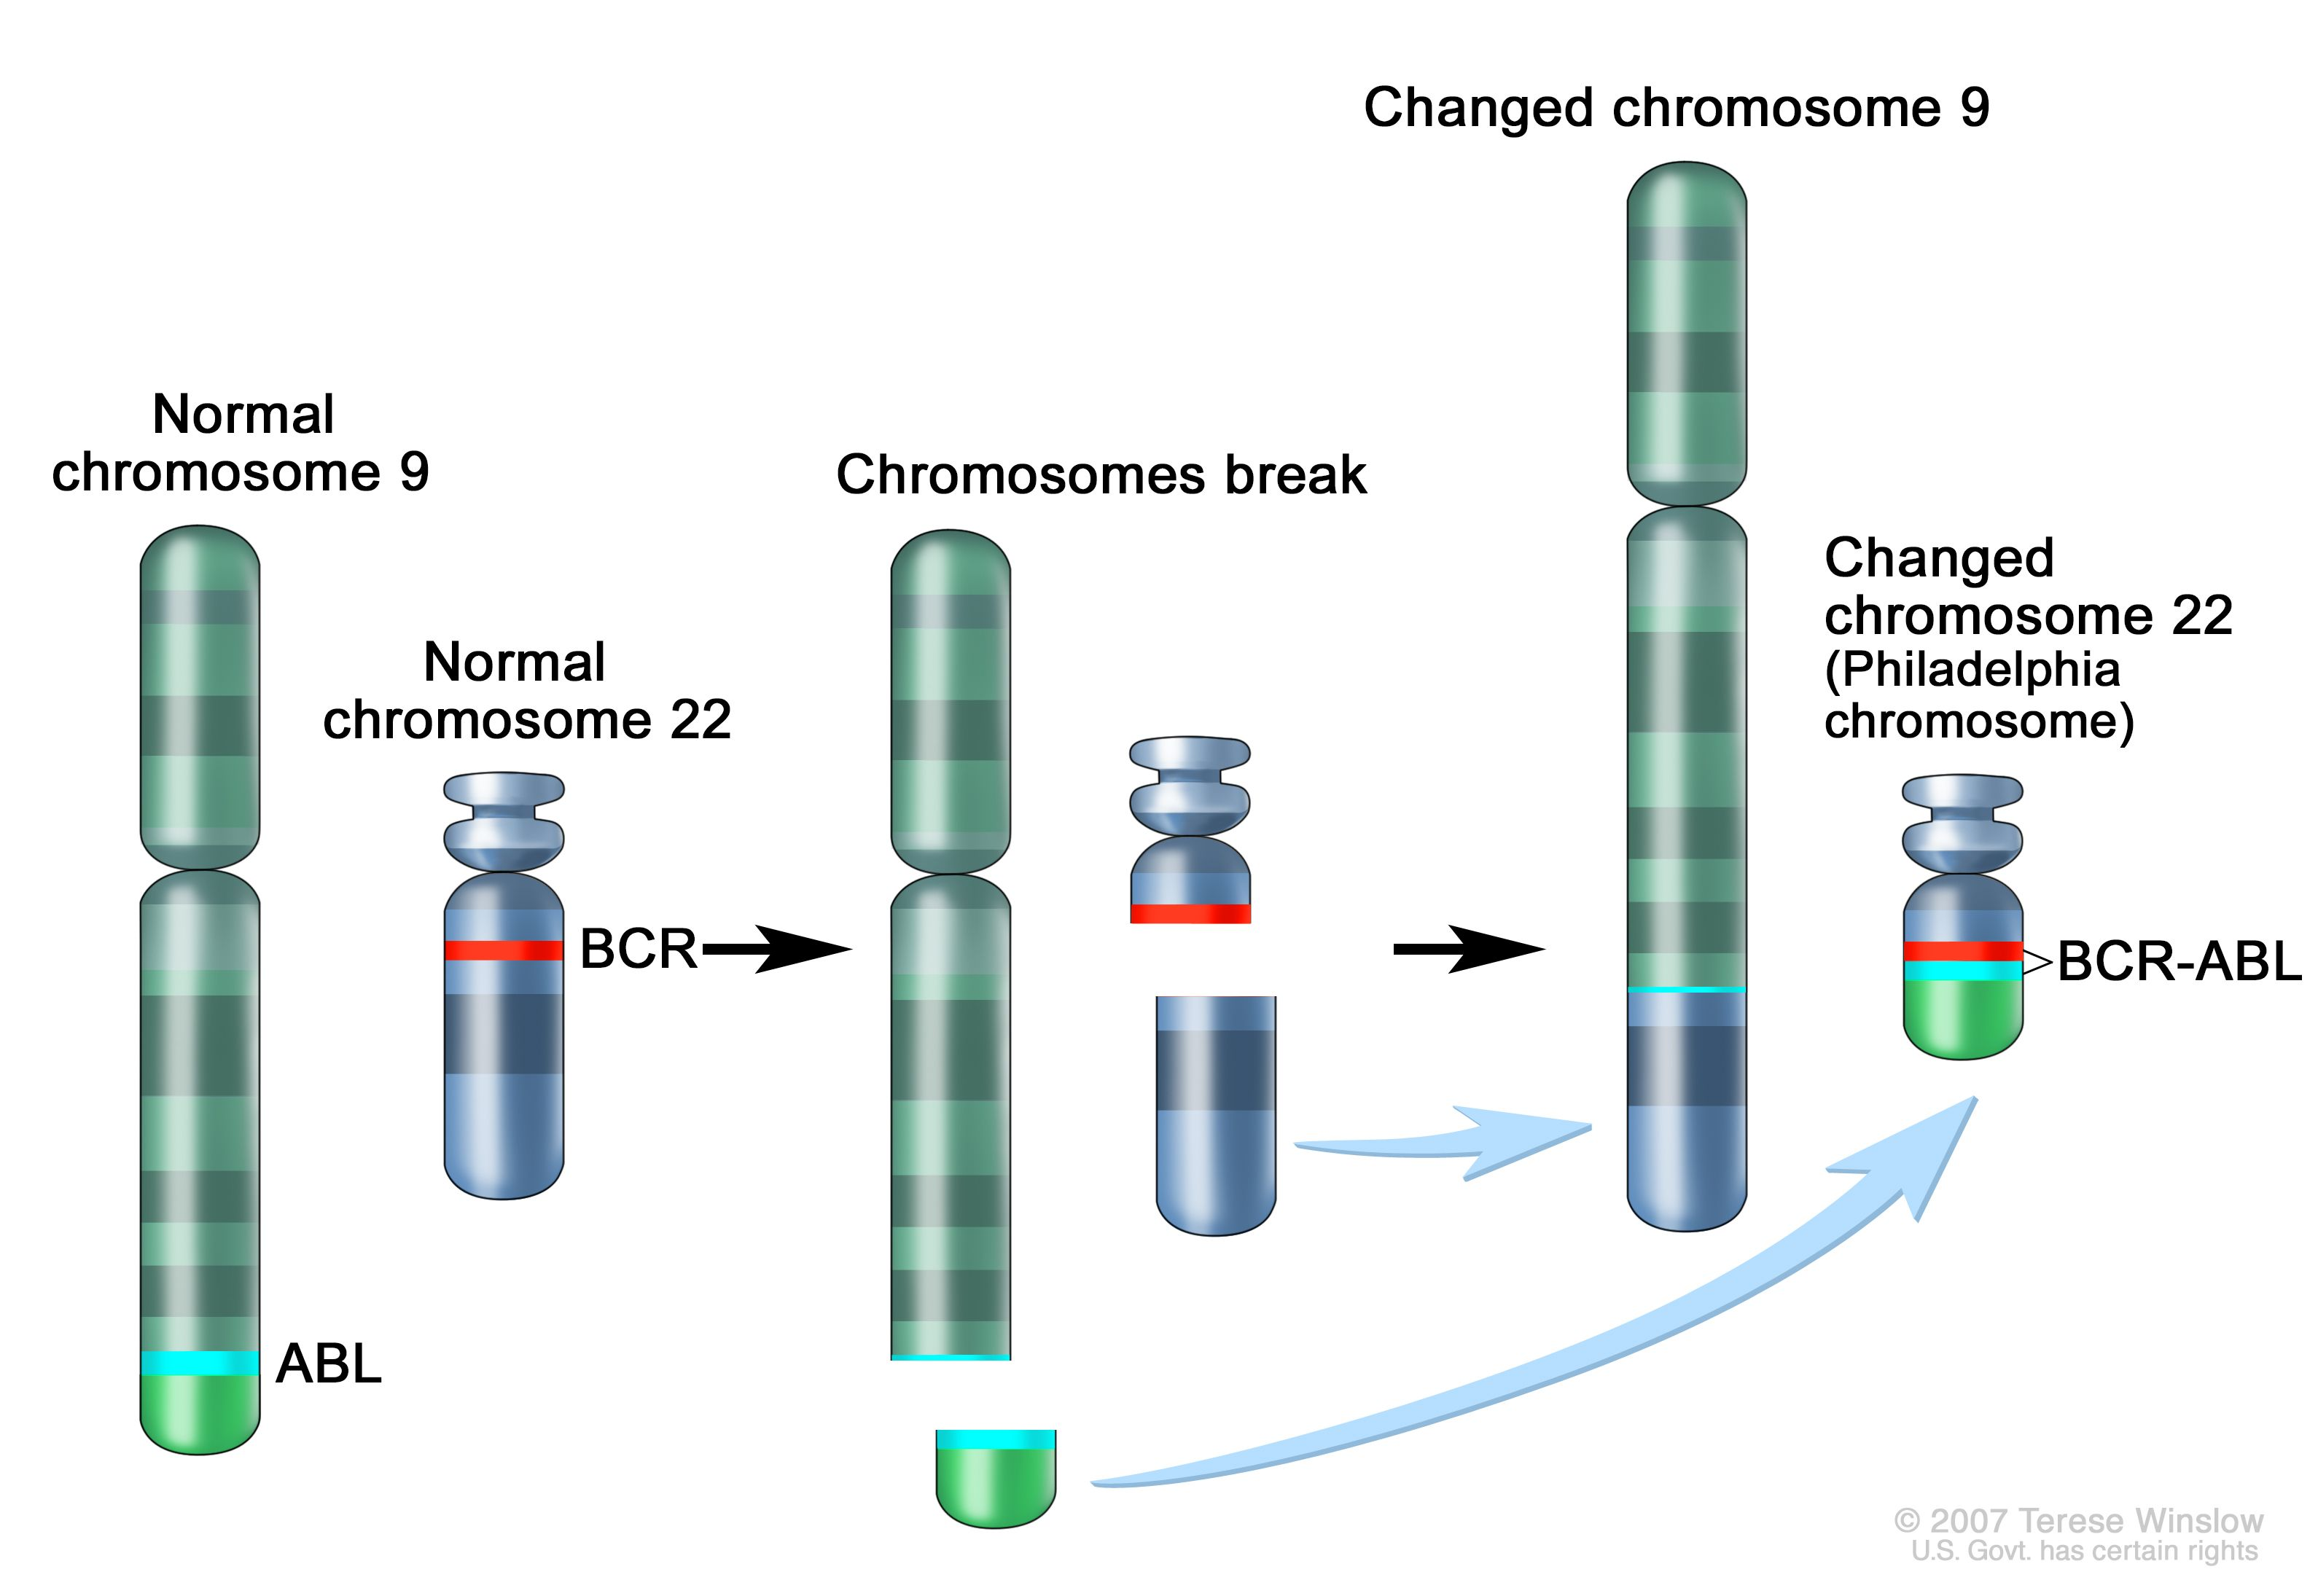 Normal
chromosome 9
Normal
chromosome 22
BCR
ABL
Chromosomes break
Changed chromosome 9
Changed
chromosome 22
(Philadelphia
chromosome)
BCR-ABL
© 2007 Terese Winslow
U.S. Govt. has certain rights